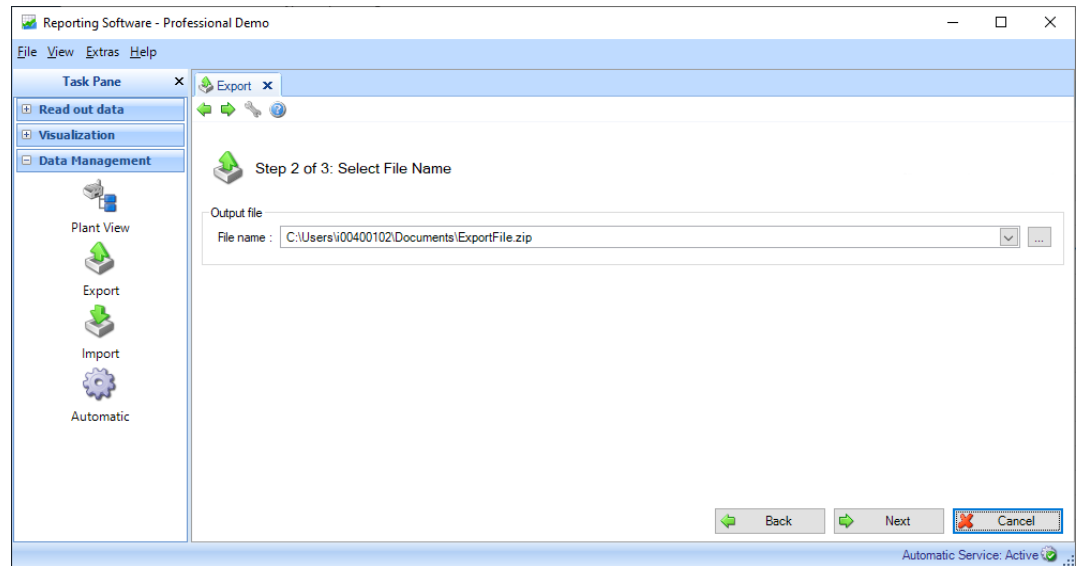 Reporting Software - Professional Demo
File View Extras Help
Task Pane
Export
Read out data
Visualization
Data Management
Plant View
Export
Import
Automatic
Step 2 of 3: Select File Name
Output file
File name : C:\Users\i00400102\Documents\ExportFile.zip
...
Back
Next
Cancel
Automatic Service: Active